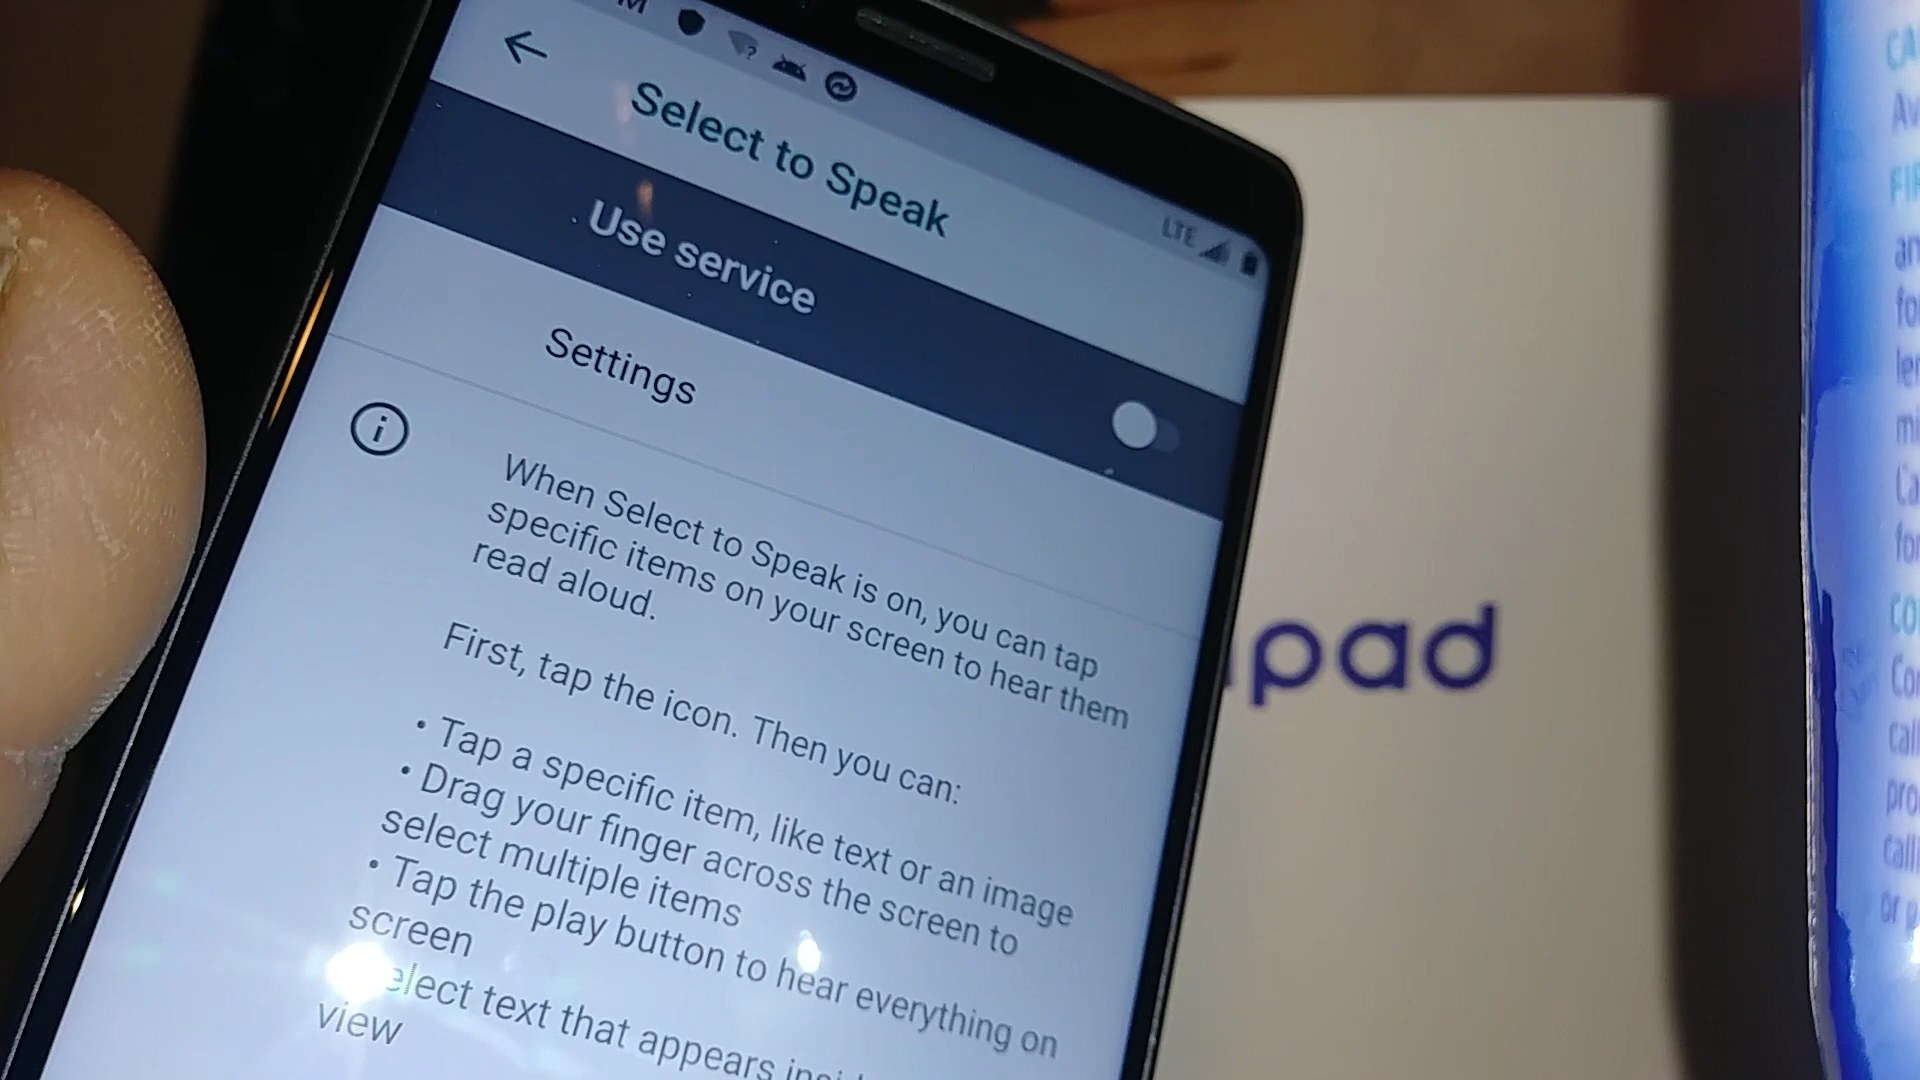 M
LTE
Select to Speak
Use service
Settings
When Select to Speak is on, you can tap
specific items on your screen to hear them
read aloud.
First, tap the icon. Then you can:
• Tap a specific item, like text or an image
• Drag your finger across the screen to
select multiple items
• Tap the play button to hear everything on
screen
text that appears
view
pad